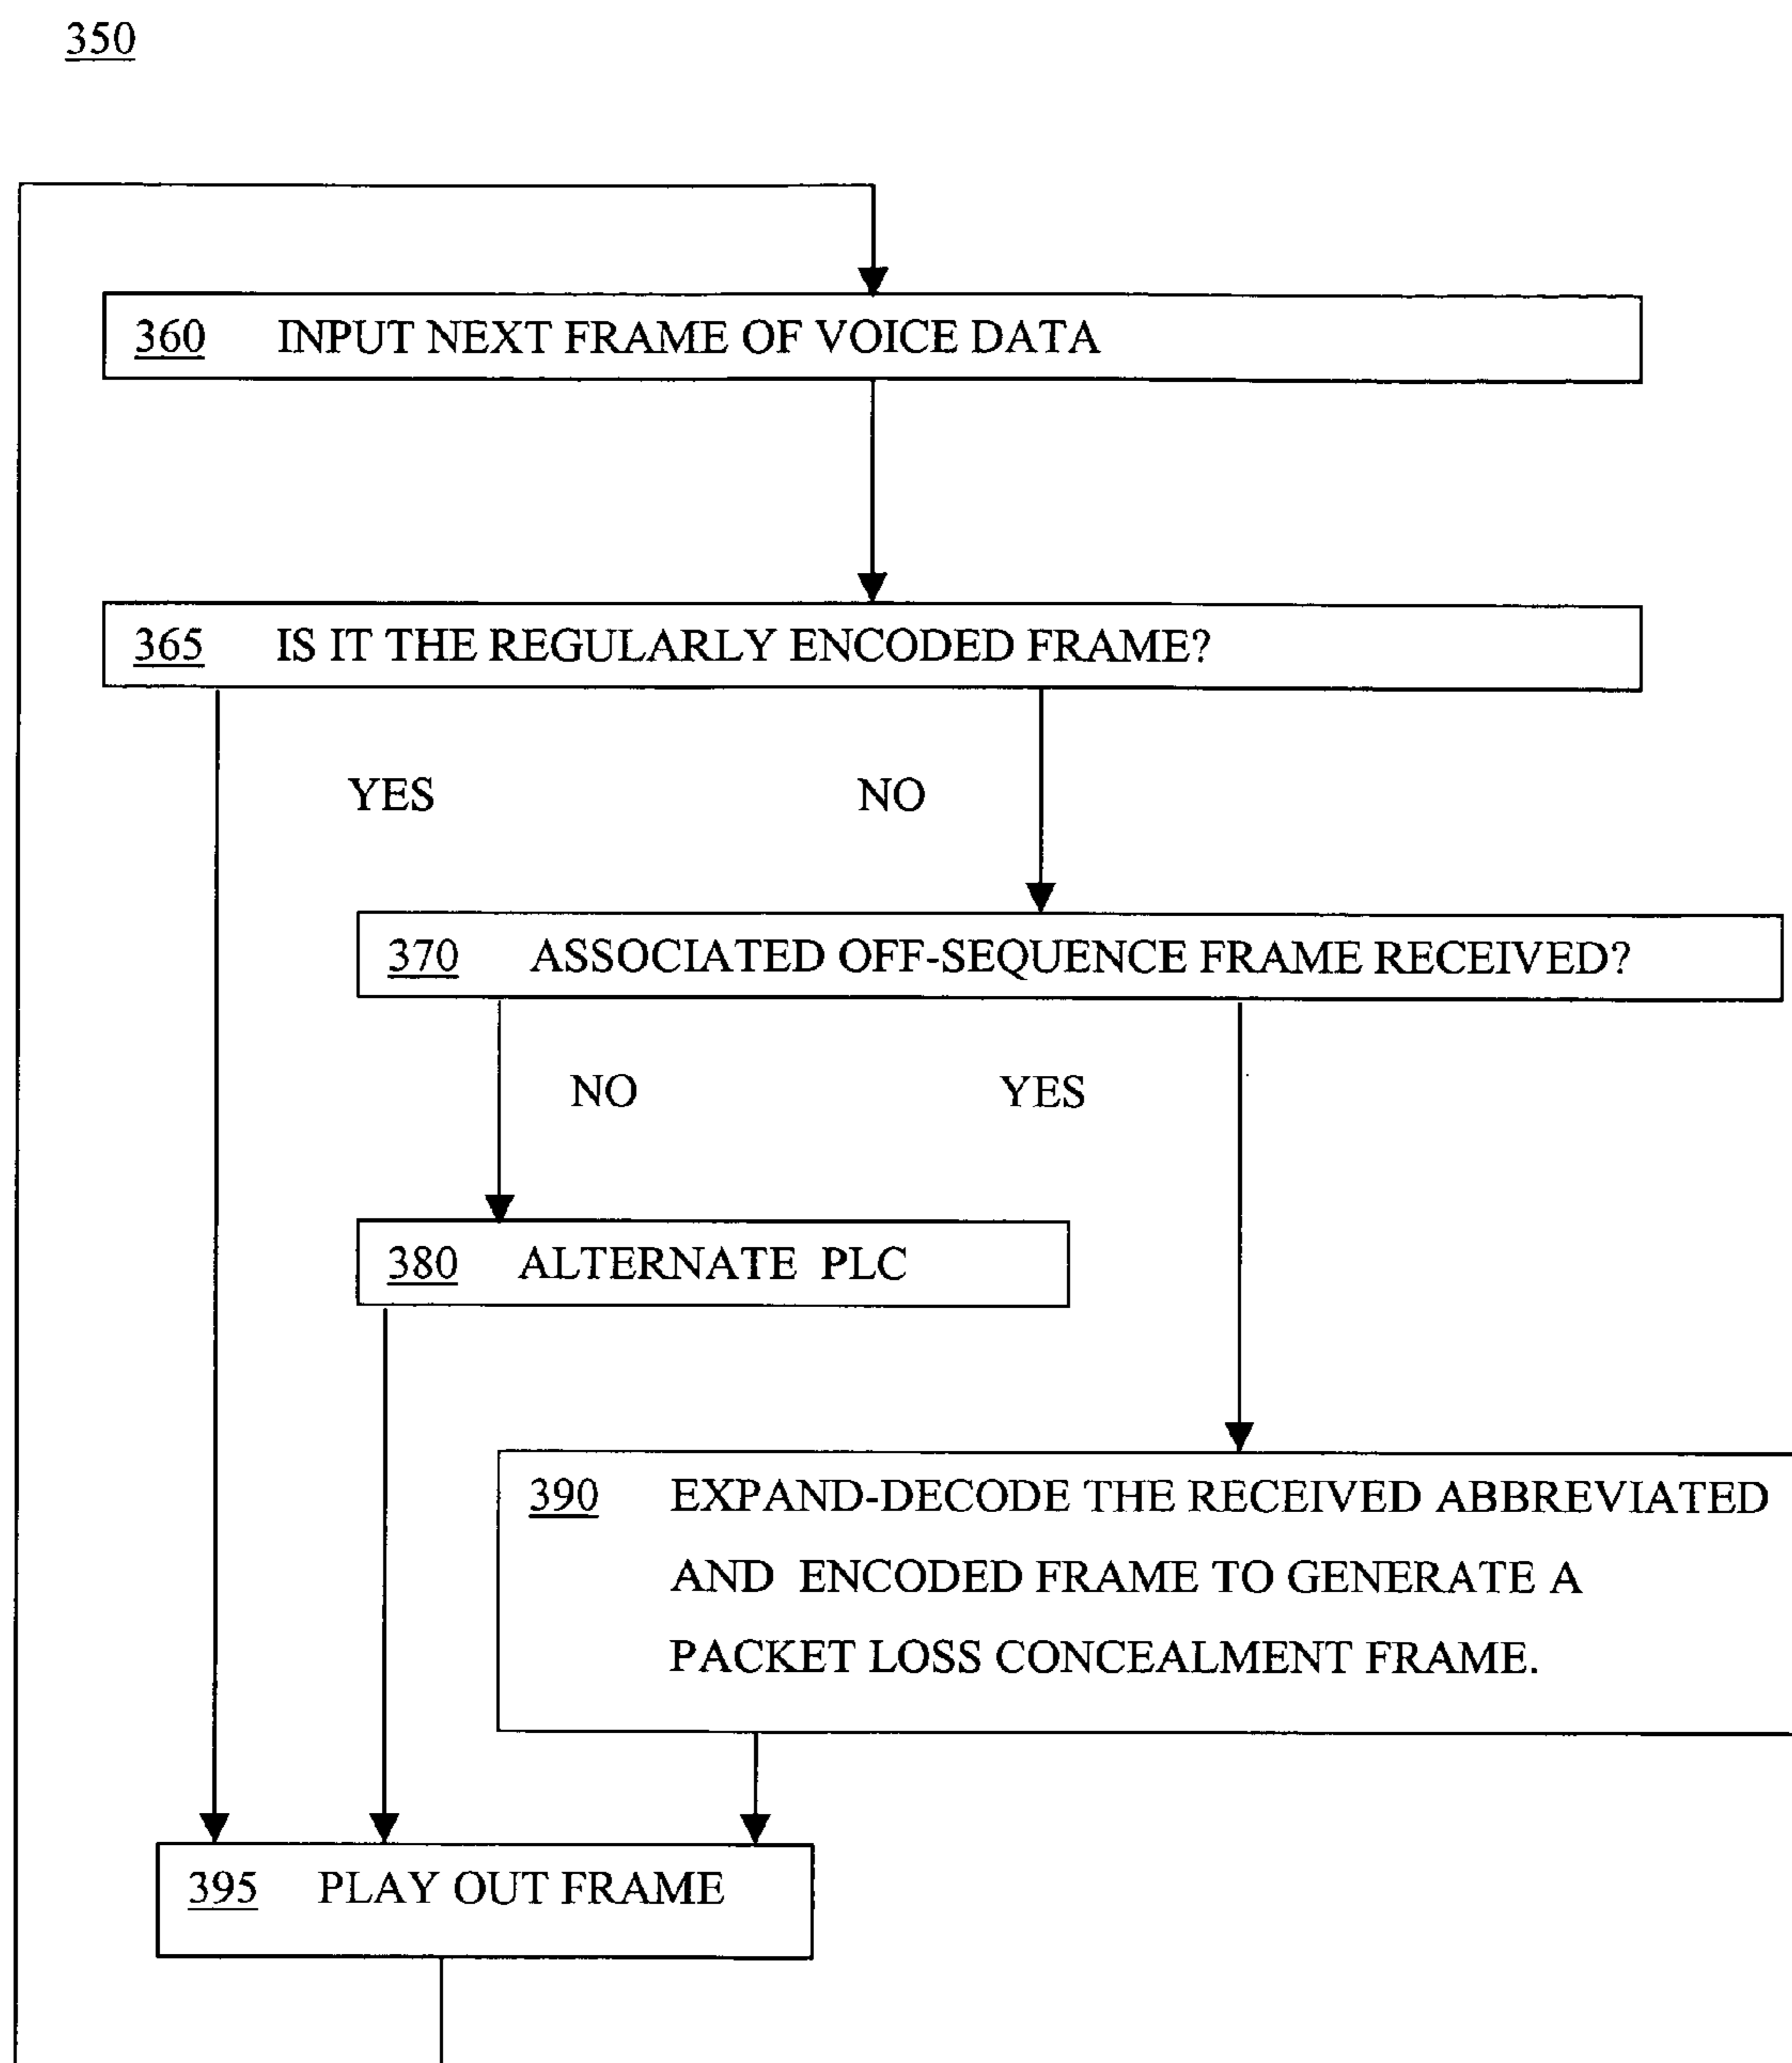 350
360 INPUT NEXT FRAME OF VOICE DATA
365 IS IT THE REGULARLY ENCODED FRAME?
YES NO
370 ASSOCIATED OFF-SEQUENCE FRAME RECEIVED?
NO YES
380 ALTERNATE PLC
390 EXPAND-DECODE THE RECEIVED ABBREVIATED
AND ENCODED FRAME TO GENERATE A
PACKET LOSS CONCEALMENT FRAME.
395 PLAY OUT FRAME